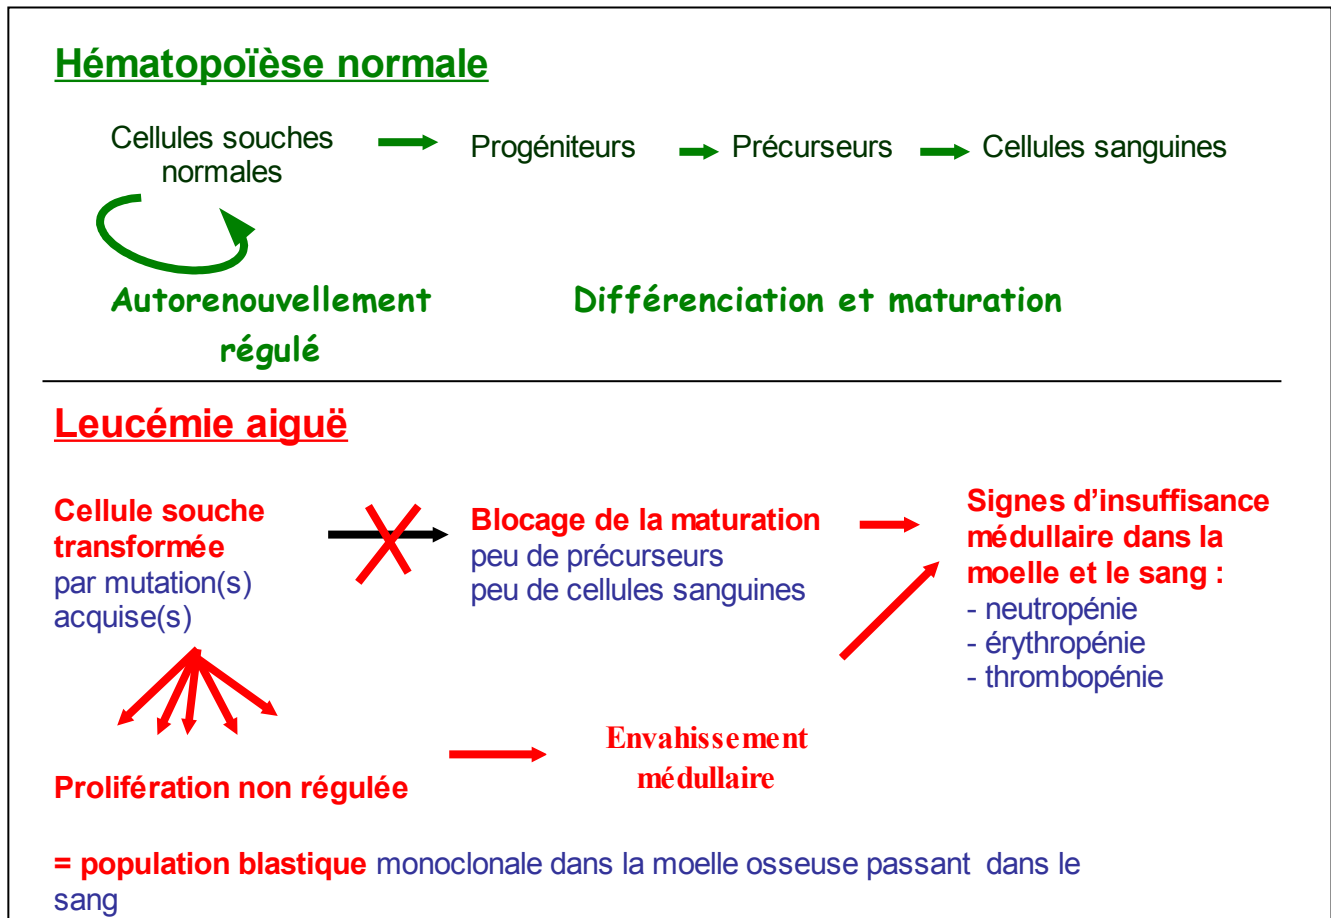 Hématopoïèse normale
Cellules souches normales
Progéniteurs
Précurseurs
Cellules sanguines
Autorenouvellement
régulé
Différenciation et maturation
Leucémie aiguë
Cellule souche
transformée
par mutation(s)
acquise(s)
Blocage de la maturation
peu de précurseurs
peu de cellules sanguines
Signes d'insuffisance
médullaire dans la
moelle et le sang :
- neutropénie
- érythropénie
- thrombopénie
Prolifération non régulée
Envahissement
médullaire
= population blastique monoclonale dans la moelle osseuse passant dans le
sang